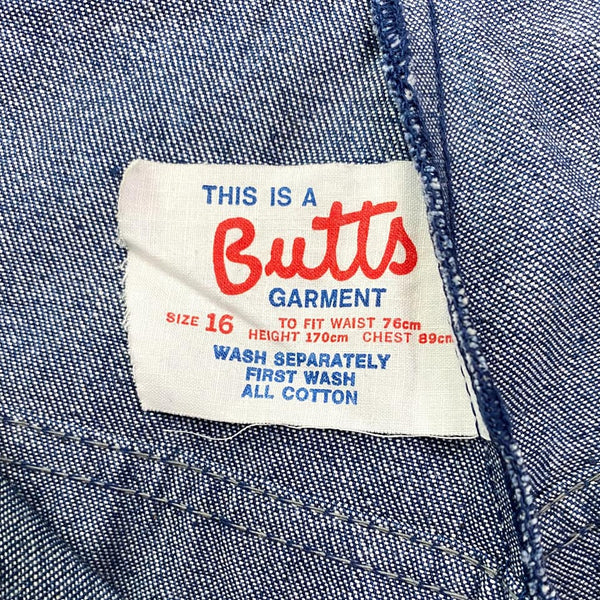 THIS IS A
Butts
GARMENT
SIZE 16 TO FIT WAIST 76cm
HEIGHT 170cm CHEST 89cm
WASH SEPARATELY
FIRST WASH
ALL COTTON